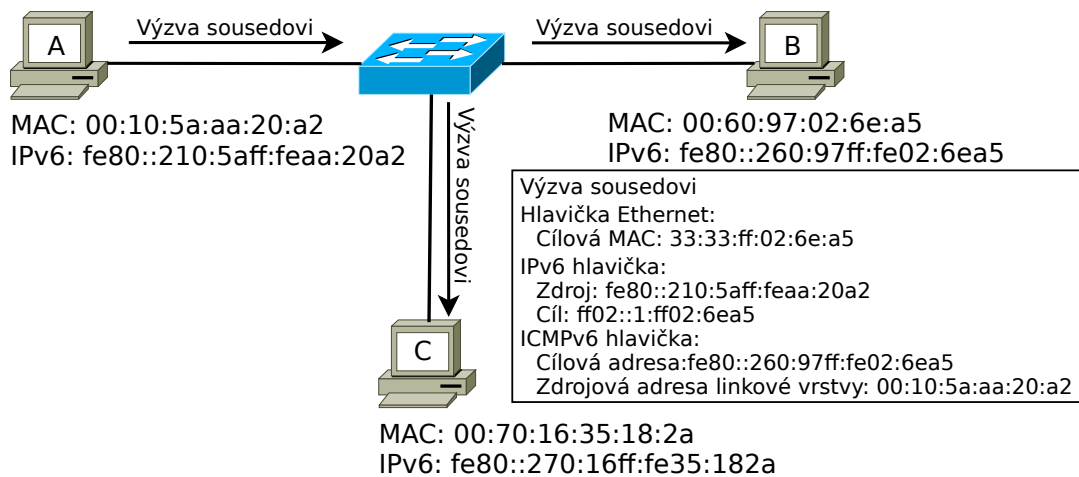 A
Výzva sousedovi
Výzva sousedovi
B
MAC: 00:10:5a:aa:20:a2
IPv6: fe80::210:5aff:feaa:20a2
Výzva sousedovi
MAC: 00:60:97:02:6e:a5
IPv6: fe80::260:97ff:fe02:6ea5
Výzva sousedovi
Hlavička Ethernet:
Cílová MAC: 33:33:ff:02:6e:a5
IPv6 hlavička:
Zdroj: fe80::210:5aff:feaa:20a2
Cíl: ff02::1:ff02:6ea5
ICMPv6 hlavička:
Cílová adresa:fe80::260:97ff:fe02:6ea5
Zdrojová adresa linkové vrstvy: 00:10:5a:aa:20:a2
C
MAC: 00:70:16:35:18:2a
IPv6: fe80::270:16ff:fe35:182a